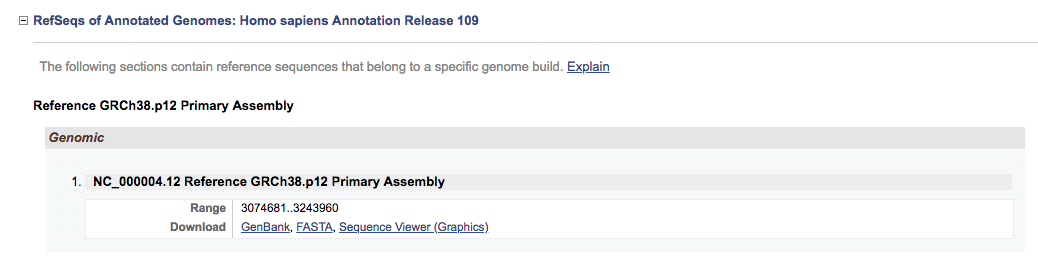 RefSeqs of Annotated Genomes: Homo sapiens Annotation Release 109
The following sections contain reference sequences that belong to a specific genome build. Explain
Reference GRCh38.p12 Primary Assembly
Genomic
1. NC_000004.12 Reference GRCh38.p12 Primary Assembly
Range 3074681..3243960
Download GenBank, FASTA, Sequence Viewer (Graphics)